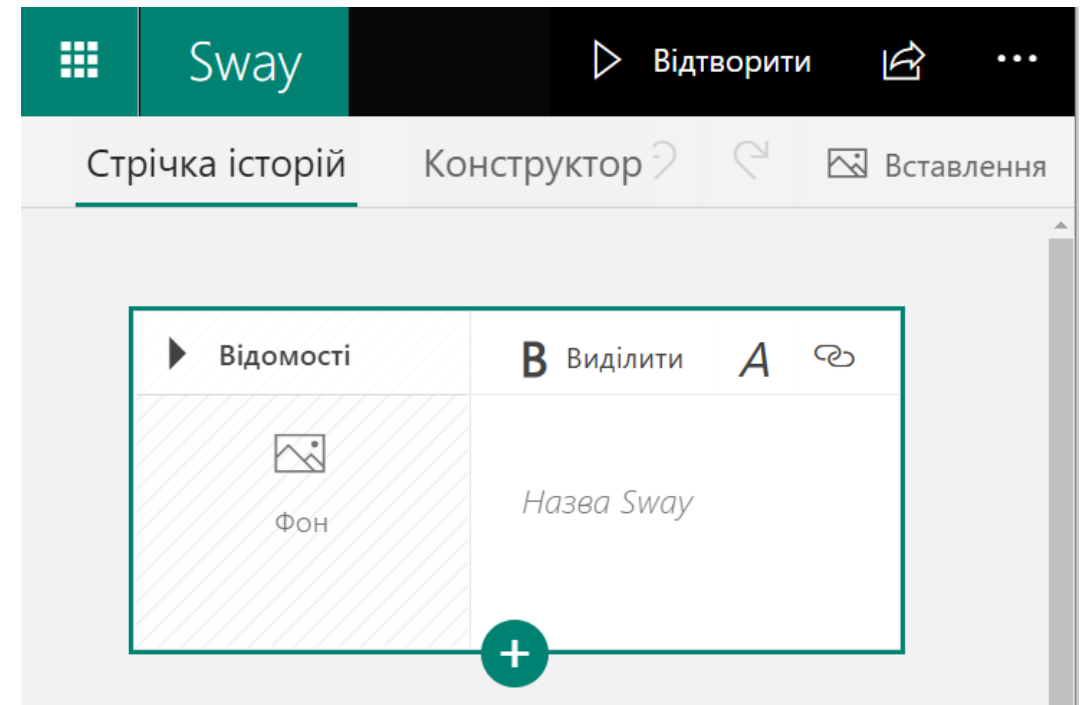 Sway Відтворити
Стрічка історій Конструктор Вставлення
Відомості B Виділити A
Фон
Назва Sway